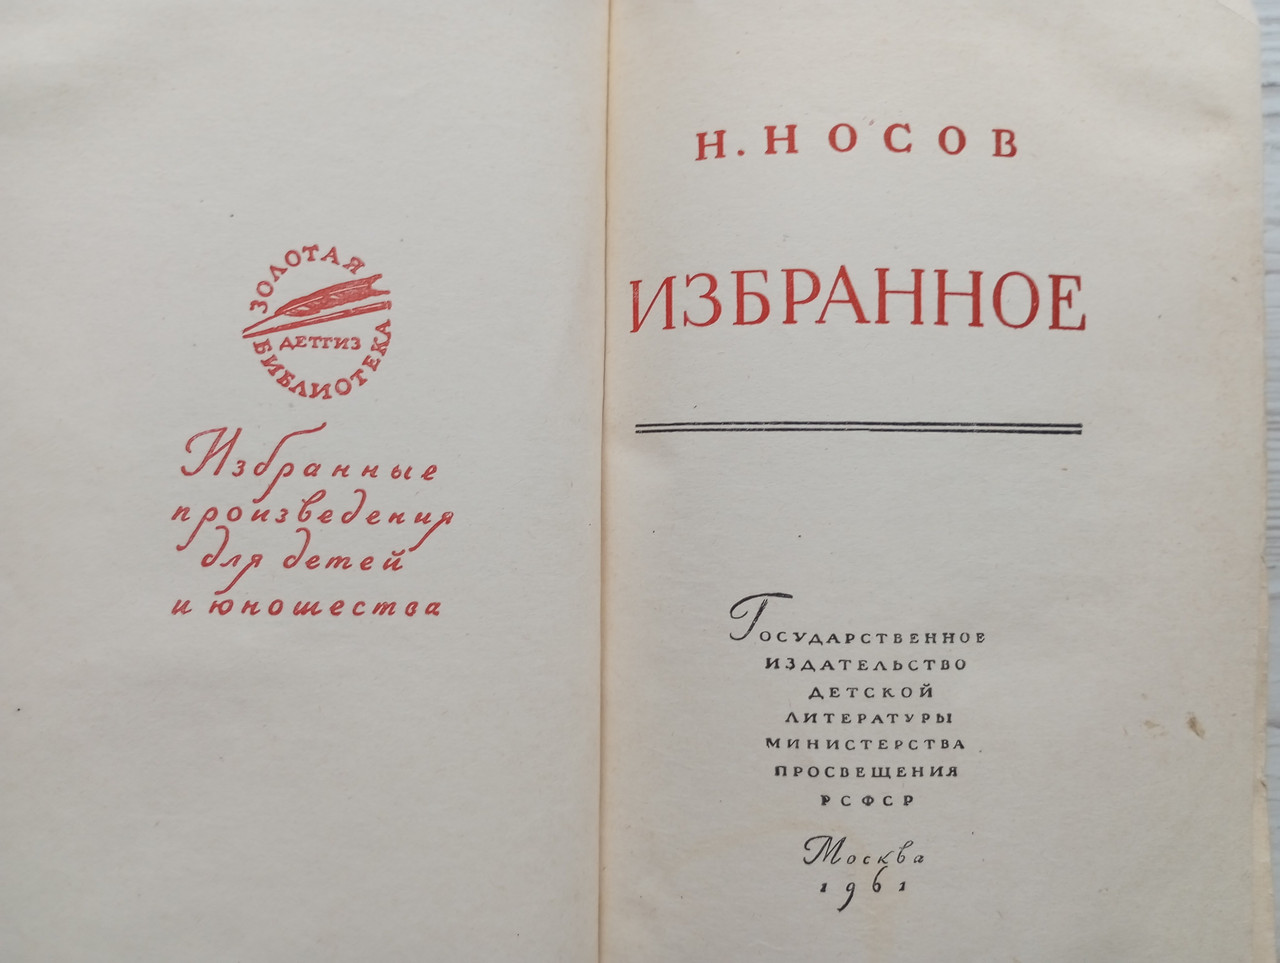 ЗОЛОТАЯ
ДЕТГИЗ
БИБЛИОТЕКА
Избранные
произведения
для детей
и юношества
Н. НОСОВ
ИЗБРАННОЕ
ГОСУДАРСТВЕННОЕ
ИЗДАТЕЛЬСТВО
ДЕТСКОЙ
ЛИТЕРАТУРЫ
МИНИСТЕРСТВА
ПРОСВЕЩЕНИЯ
РСФСР
Москва
1961